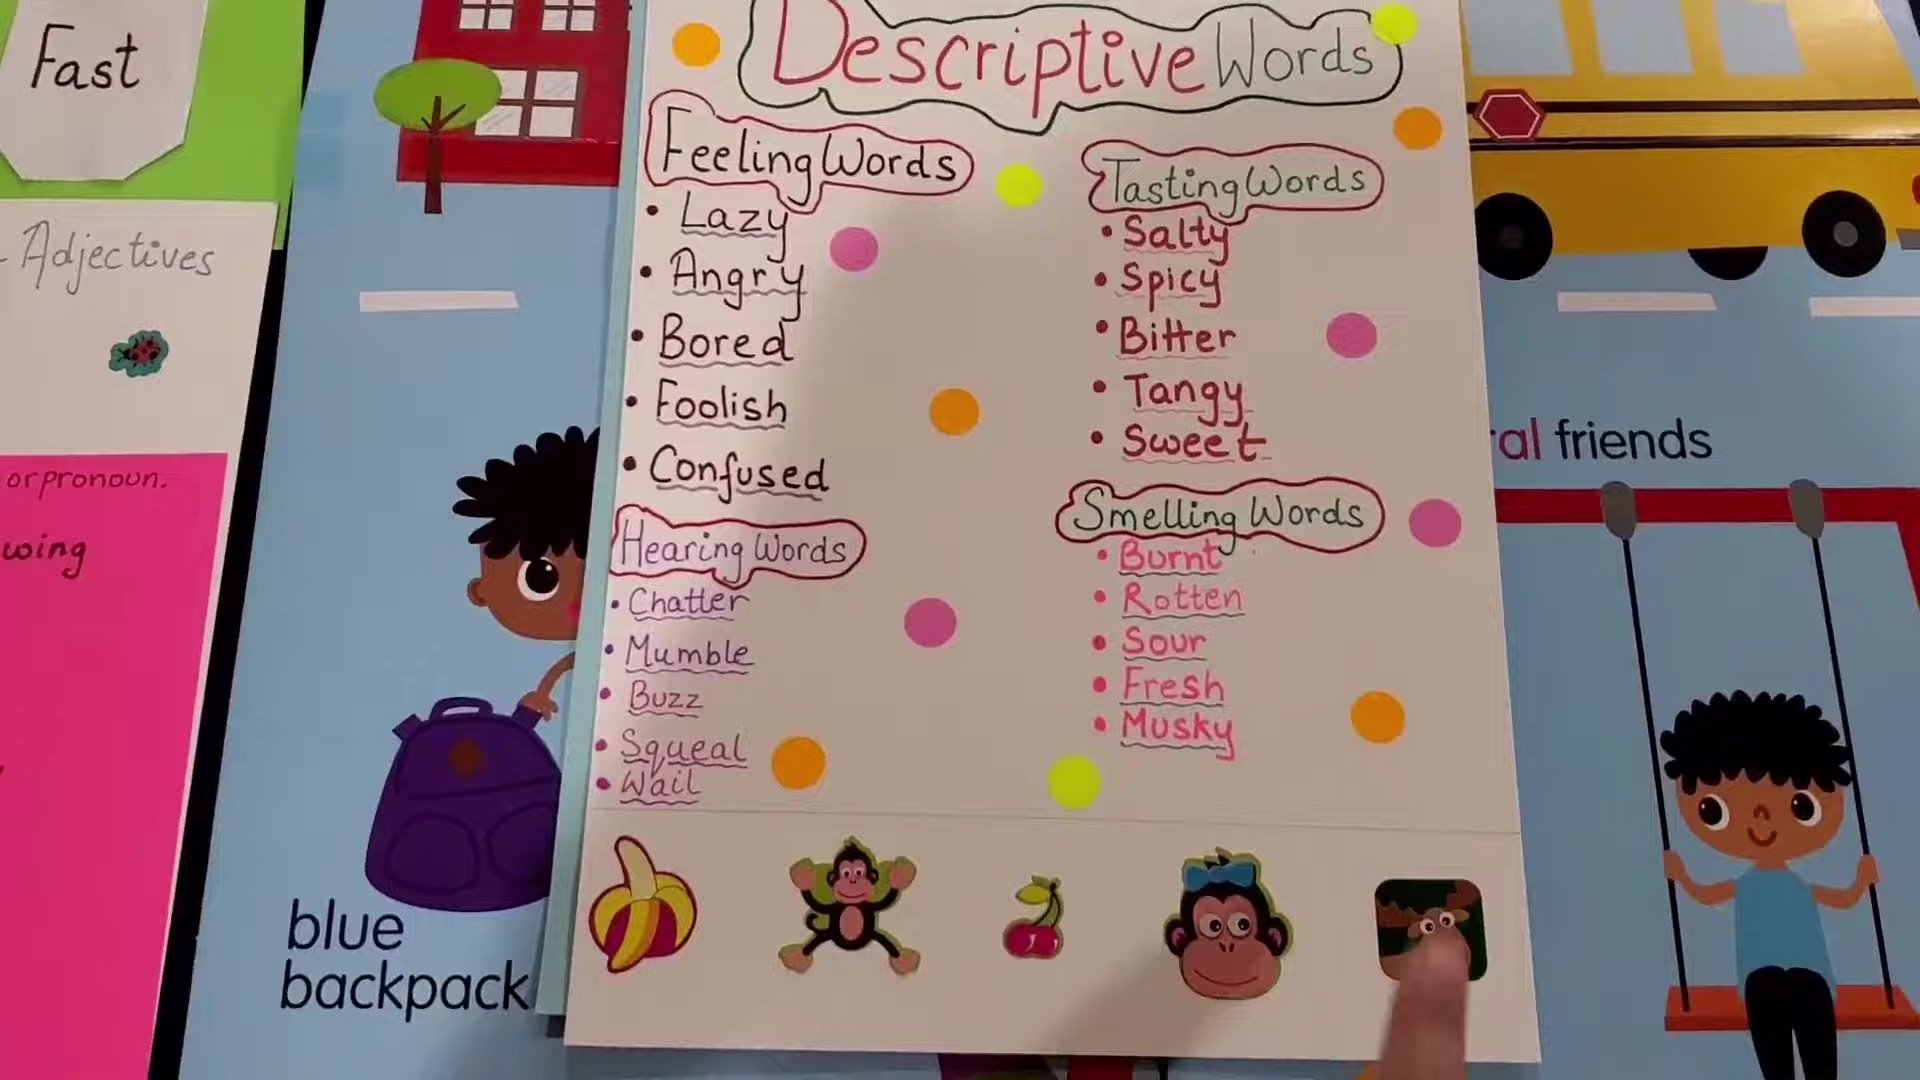 Fast
- Adjectives
or pronoun.
wing
Descriptive Words
Feeling Words
• Lazy
• Angry
• Bored
• Foolish
• Confused
Hearing Words
• Chatter
• Mumble
• Buzz
• Squeal
• Wail
Tasting Words
• Salty
• Spicy
• Bitter
• Tangy
• Sweet
Smelling Words
• Burnt
• Rotten
• Sour
• Fresh
• Musky
blue
backpack
al friends